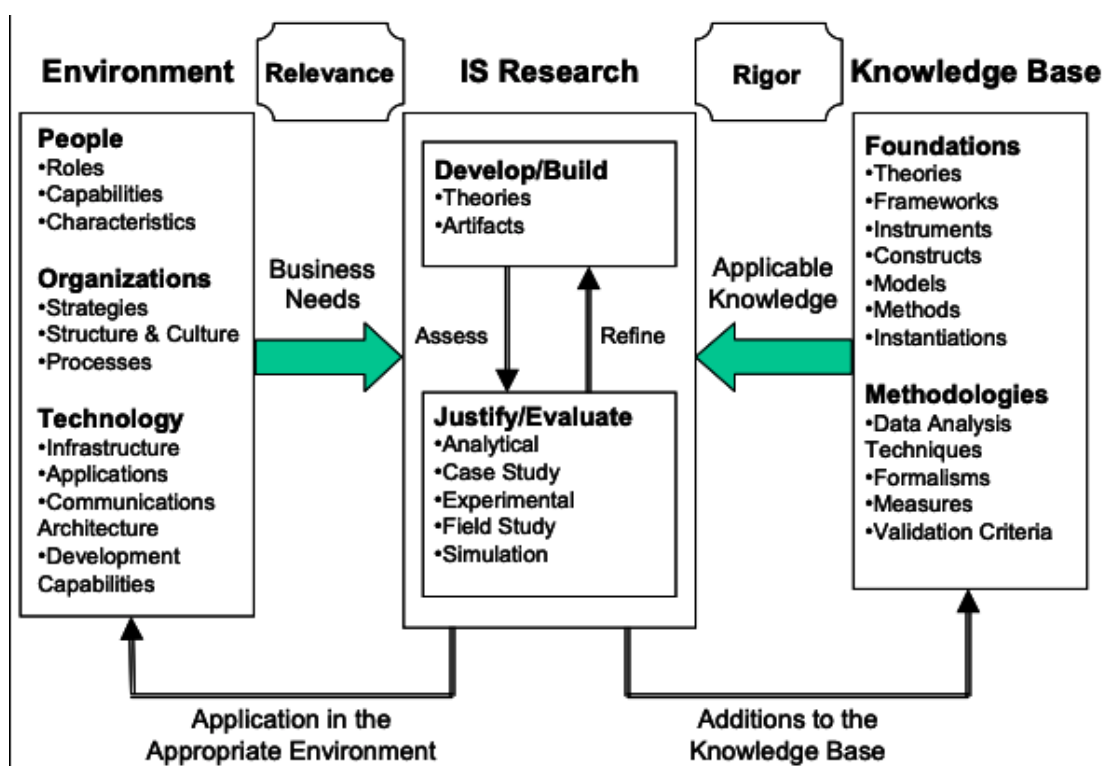 Environment
Relevance
IS Research
Rigor
Knowledge Base
People
•Roles
•Capabilities
•Characteristics
Organizations
•Strategies
•Structure & Culture
•Processes
Technology
•Infrastructure
•Applications
•Communications
Architecture
•Development
Capabilities
Business
Needs
Develop/Build
•Theories
•Artifacts
Assess
Refine
Justify/Evaluate
•Analytical
•Case Study
•Experimental
•Field Study
•Simulation
Applicable
Knowledge
Foundations
•Theories
•Frameworks
•Instruments
•Constructs
•Models
•Methods
•Instantiations
Methodologies
•Data Analysis
Techniques
•Formalisms
•Measures
•Validation Criteria
Application in the
Appropriate Environment
Additions to the
Knowledge Base